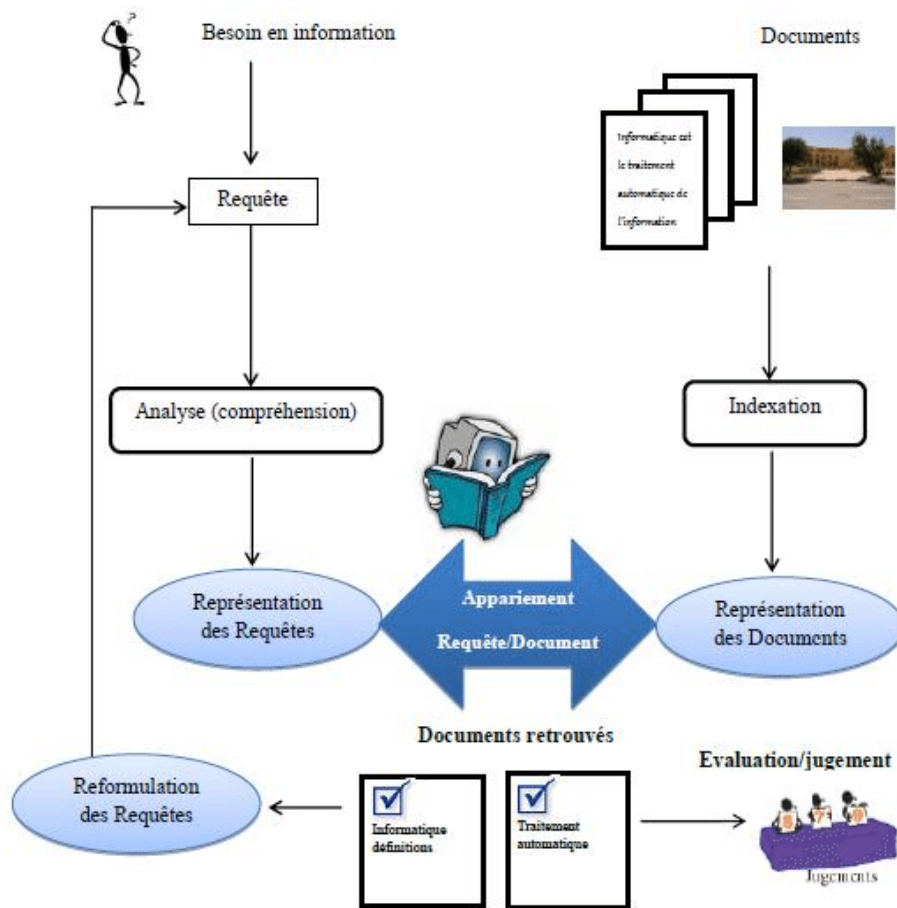 Besoin en information
Documents
Informatique est
le traitement
automatique de
l'information
Requête
Analyse (compréhension)
Indexation
Représentation
des Requêtes
Appariement
Requête/Document
Représentation
des Documents
Documents retrouvés
Evaluation/jugement
Reformulation
des Requêtes
Informatique
définitions
Traitement
automatique
Jugements